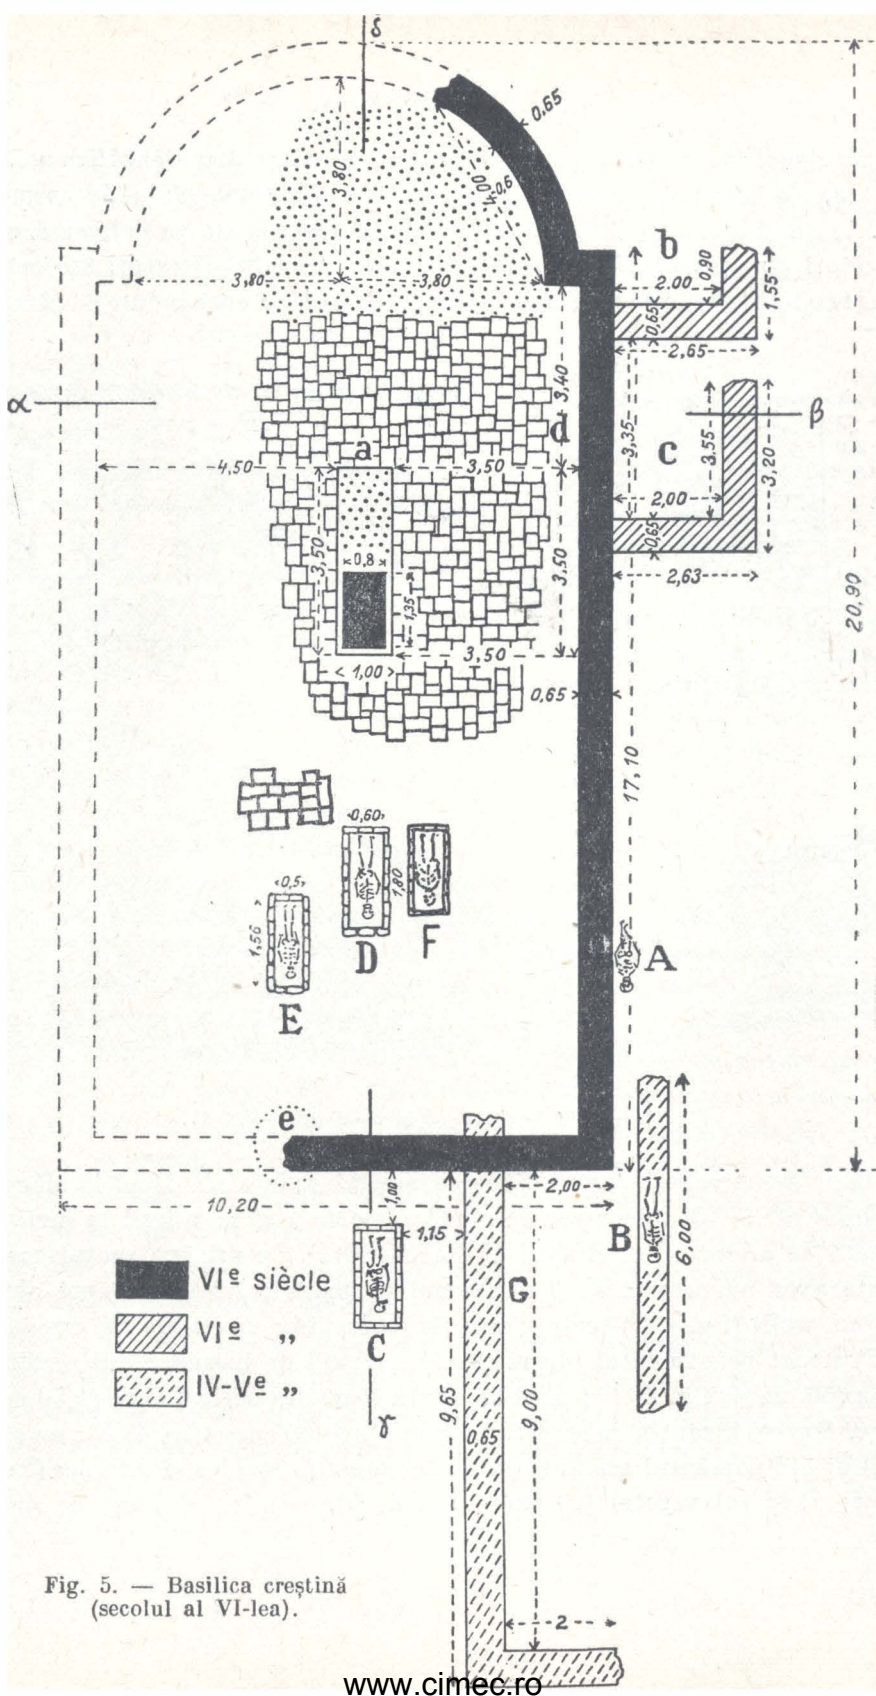 δ
0,65
3,80
4,00-0,6
b
0,90
2.00
1,55
3,80
3,80
0,65
2,65
α
3,40
d
3,35
β
c
3,55
3,20
a
4,50
3,50
2,00
3,50
0,8
3,50
0,65
1,35
2,63
20,90
3,50
1,00
0,65
17,10
0,60
0,5
1,80
1,56
D
F
A
E
e
2,00
10,20
1,00
1,15
B
6,00
G
VIe siècle
C
VIe „
IV-Ve „
γ
9,65
9,00
0,65
2
Fig. 5. — Basilica creștină
(secolul al VI-lea).
www.cimec.ro